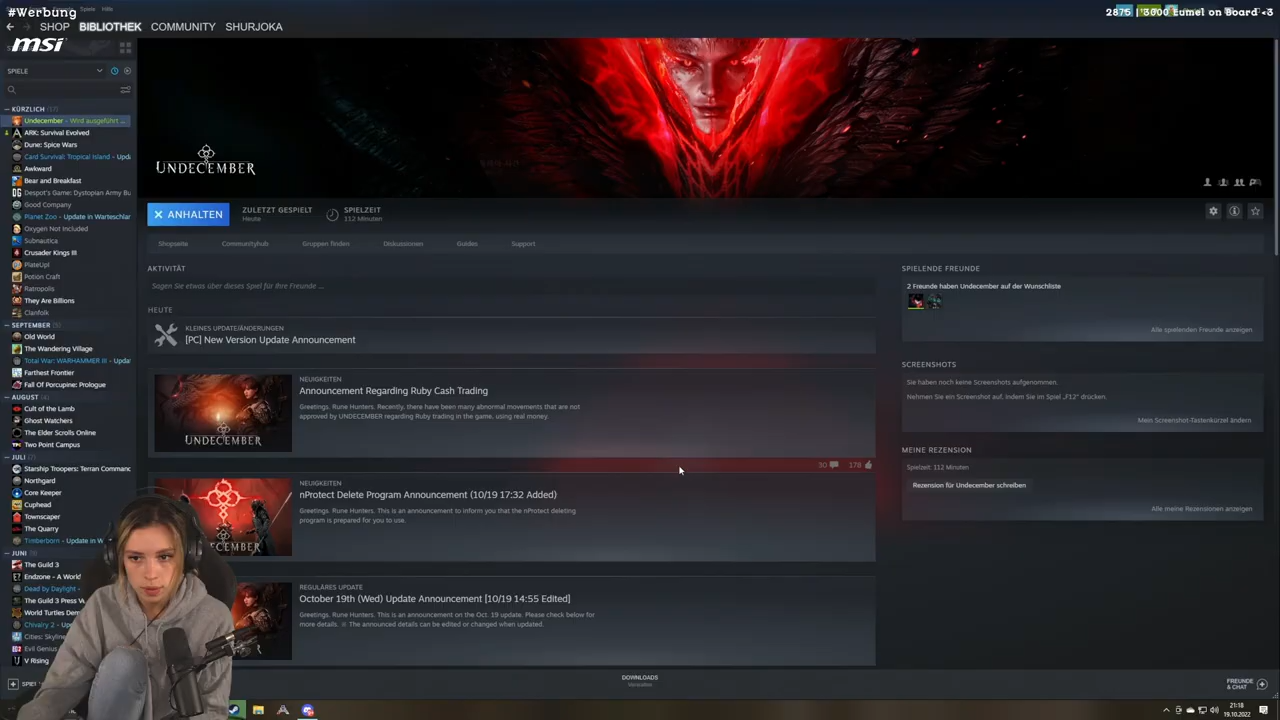 #Werbung
Spiele Hilfe
2875 | 3000 Edmel on Board <3
SHOP BIBLIOTHEK COMMUNITY SHURJOKA
msi
SPIELE
KÜRZLICH (17)
Undecember - Wird ausgeführt ...
ARK: Survival Evolved
Dune: Spice Wars
Card Survival: Tropical Island - Upda
Awkward
Bear and Breakfast
Despot's Game: Dystopian Army Bu
Good Company
Planet Zoo - Update in Warteschlan
Oxygen Not Included
Subnautica
Crusader Kings III
PlateUp!
Potion Craft
Ratropolis
They Are Billions
Clanfolk
SEPTEMBER (5)
Old World
The Wandering Village
Total War: WARHAMMER III - Upda
Farthest Frontier
Fall Of Porcupine: Prologue
AUGUST (4)
Cult of the Lamb
Ghost Watchers
The Elder Scrolls Online
Two Point Campus
JULI (7)
Starship Troopers: Terran Command
Northgard
Core Keeper
Cuphead
Townscaper
The Quarry
Timberborn - Update in W
JUNI (9)
The Guild 3
Endzone - A World
Dead by Daylight -
The Guild 3 Press Ve
World Turtles Dem
Chivalry 2 - Upd
Cities: Skyline
Evil Genius
V Rising
SPIEL
UNDECEMBER
ANHALTEN
ZULETZT GESPIELT
Heute
SPIELZEIT
112 Minuten
Shopseite Communityhub Gruppen finden Diskussionen Guides Support
AKTIVITÄT
Sagen Sie etwas über dieses Spiel für Ihre Freunde ...
HEUTE
KLEINES UPDATE/ÄNDERUNGEN
[PC] New Version Update Announcement
UNDECEMBER
NEUIGKEITEN
Announcement Regarding Ruby Cash Trading
Greetings, Rune Hunters. Recently, there have been many abnormal movements that are not
approved by UNDECEMBER regarding Ruby trading in the game, using real money.
30 178
NEUIGKEITEN
nProtect Delete Program Announcement (10/19 17:32 Added)
Greetings, Rune Hunters. This is an announcement to inform you that the nProtect deleting
program is prepared for you to use.
CEMBER
REGULÄRES UPDATE
October 19th (Wed) Update Announcement [10/19 14:55 Edited]
Greetings, Rune Hunters. This is an announcement on the Oct. 19 update. Please check below for
more details. ※ The announced details can be edited or changed when updated.
SPIELENDE FREUNDE
2 Freunde haben Undecember auf der Wunschliste
Alle spielenden Freunde anzeigen
SCREENSHOTS
Sie haben noch keine Screenshots aufgenommen.
Nehmen Sie ein Screenshot auf, indem Sie im Spiel „F12" drücken.
Mein Screenshot-Tastenkürzel ändern
MEINE REZENSION
Spielzeit: 112 Minuten
Rezension für Undecember schreiben
Alle meine Rezensionen anzeigen
DOWNLOADS
Verwalten
FREUNDE
& CHAT
21:18
19.10.2022